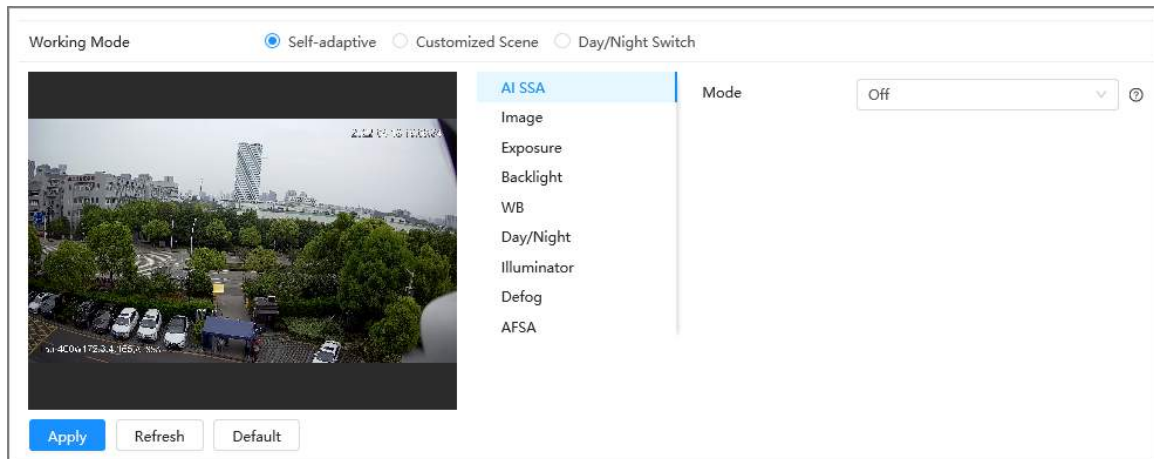 Working Mode Self-adaptive Customized Scene Day/Night Switch
AI SSA
Image
Exposure
Backlight
WB
Day/Night
Illuminator
Defog
AFSA
Mode Off
Apply Refresh Default